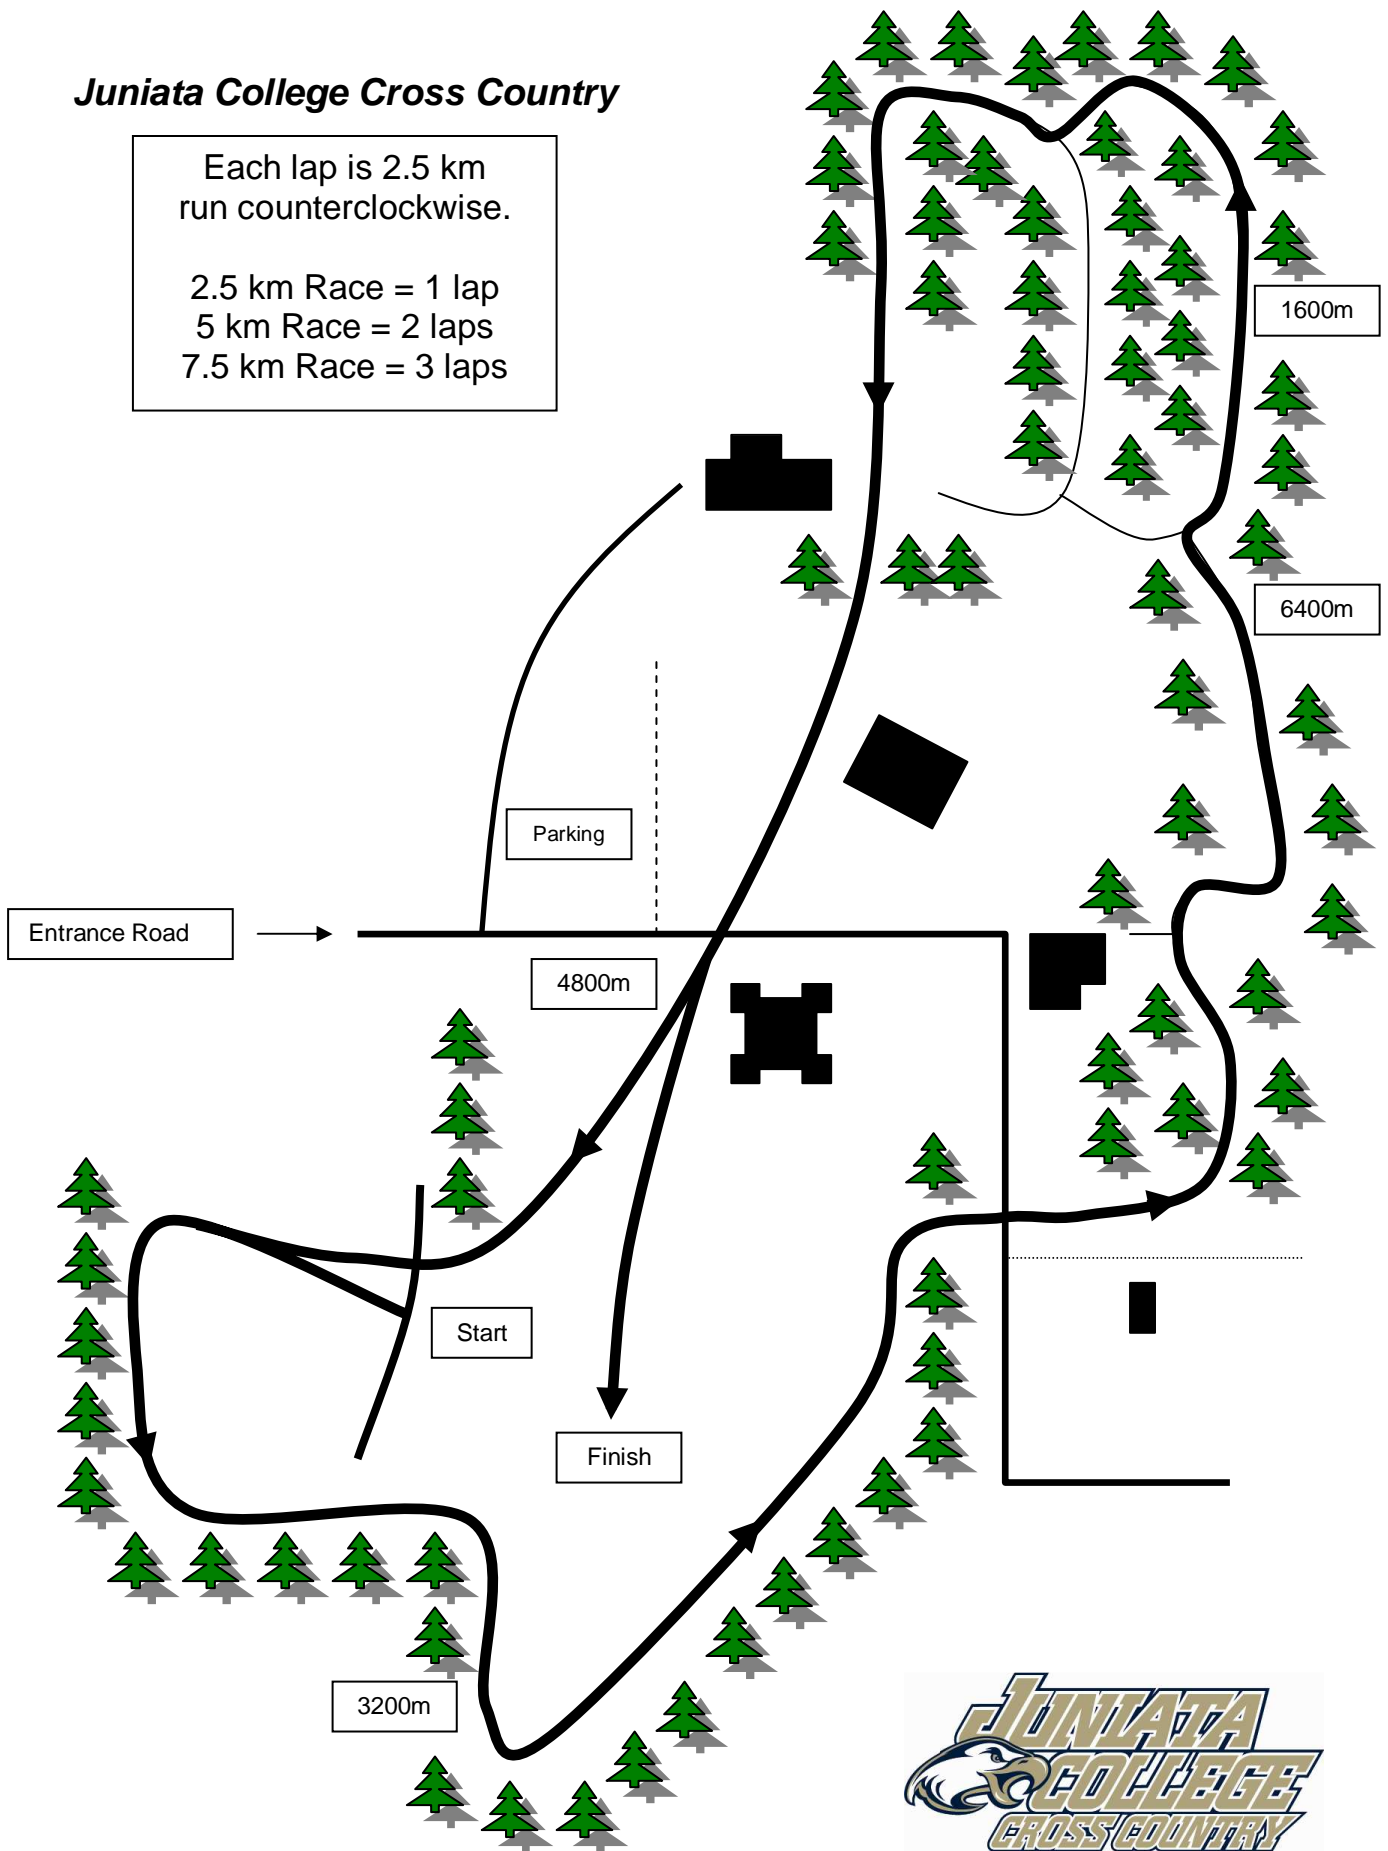 Juniata College Cross Country
Each lap is 2.5 km
run counterclockwise.
2.5 km Race = 1 lap
5 km Race = 2 laps
7.5 km Race = 3 laps
1600m
6400m
Parking
Entrance Road
4800m
Start
Finish
3200m
JUNIATA
COLLEGE
CROSS COUNTRY